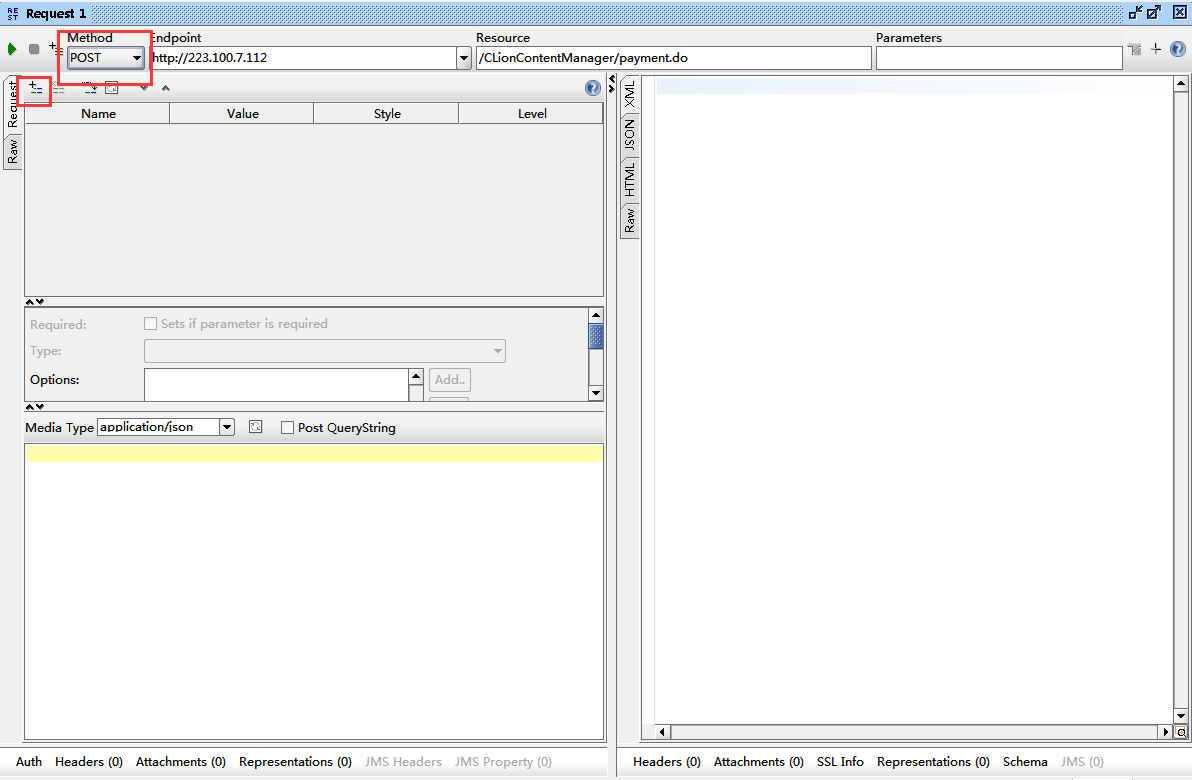 REST Request 1
Method Endpoint Resource Parameters
POST http://223.100.7.112 /CLionContentManager/payment.do
Request
Raw
Name Value Style Level
Required: Sets if parameter is required
Type:
Options: Add..
Media Type application/json Post QueryString
XML
JSON
HTML
Raw
Auth Headers (0) Attachments (0) Representations (0) JMS Headers JMS Property (0)
Headers (0) Attachments (0) SSL Info Representations (0) Schema JMS (0)